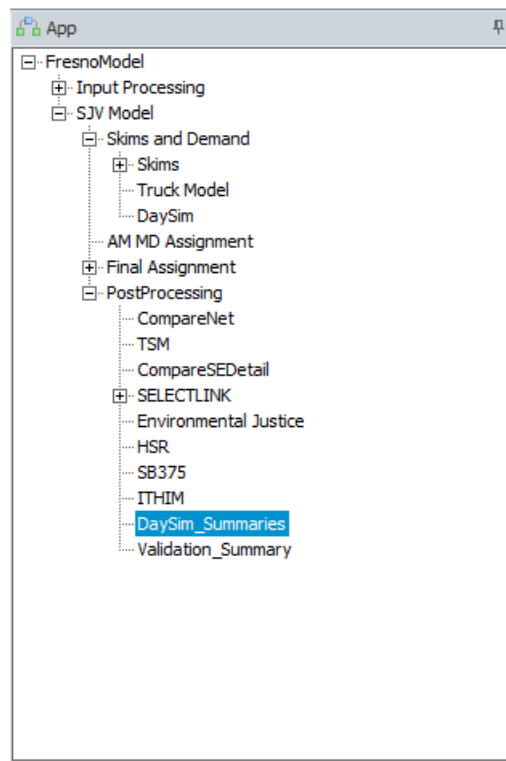 App
FresnoModel
Input Processing
SJV Model
Skims and Demand
Skims
Truck Model
DaySim
AM MD Assignment
Final Assignment
PostProcessing
CompareNet
TSM
CompareSEDetail
SELECTLINK
Environmental Justice
HSR
SB375
ITHIM
DaySim_Summaries
Validation_Summary